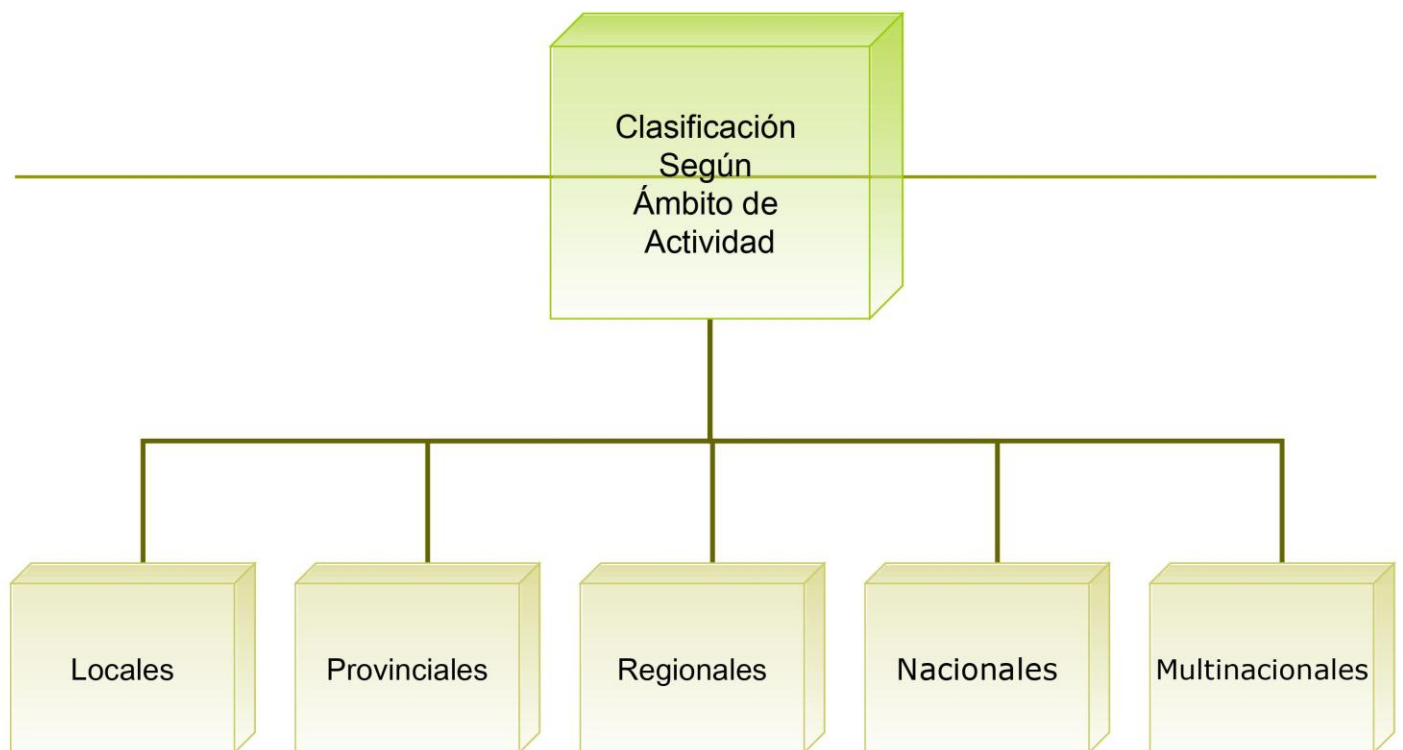 Clasificación
Según
Ámbito de
Actividad
Locales
Provinciales
Regionales
Nacionales
Multinacionales